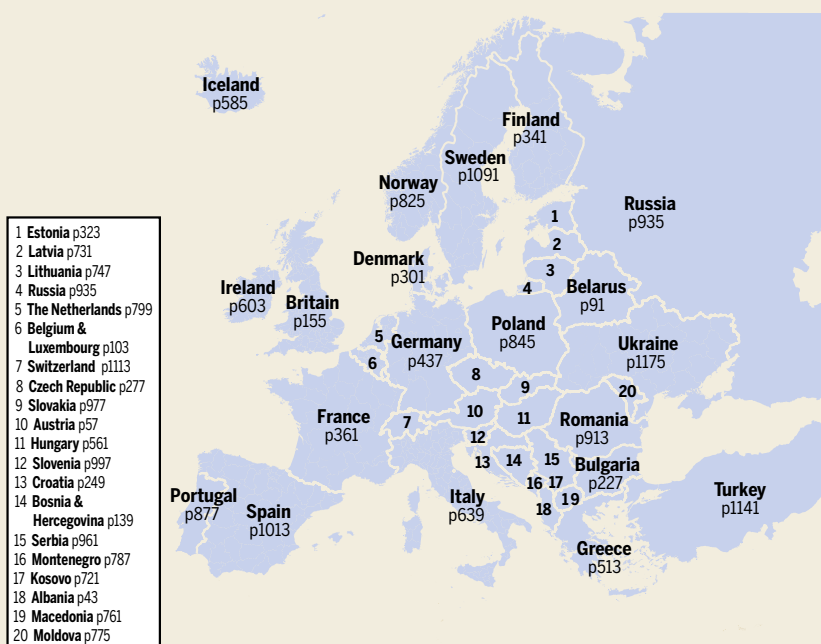 Iceland
p585
Finland
p341
Sweden
p1091
Norway
p825
Russia
p935
1
2
Denmark
p301
3
4
Belarus
p91
Ireland
p603
Britain
p155
5
Germany
p437
Poland
p845
Ukraine
p1175
6
8
9
20
France
p361
7
10
11
Romania
p913
12
13
14
15
Bulgaria
p227
16
17
Portugal
p877
Spain
p1013
Italy
p639
18
19
Turkey
p1141
Greece
p513
1 Estonia p323
2 Latvia p731
3 Lithuania p747
4 Russia p935
5 The Netherlands p799
6 Belgium &
Luxembourg p103
7 Switzerland p1113
8 Czech Republic p277
9 Slovakia p977
10 Austria p57
11 Hungary p561
12 Slovenia p997
13 Croatia p249
14 Bosnia &
Hercegovina p139
15 Serbia p961
16 Montenegro p787
17 Kosovo p721
18 Albania p43
19 Macedonia p761
20 Moldova p775